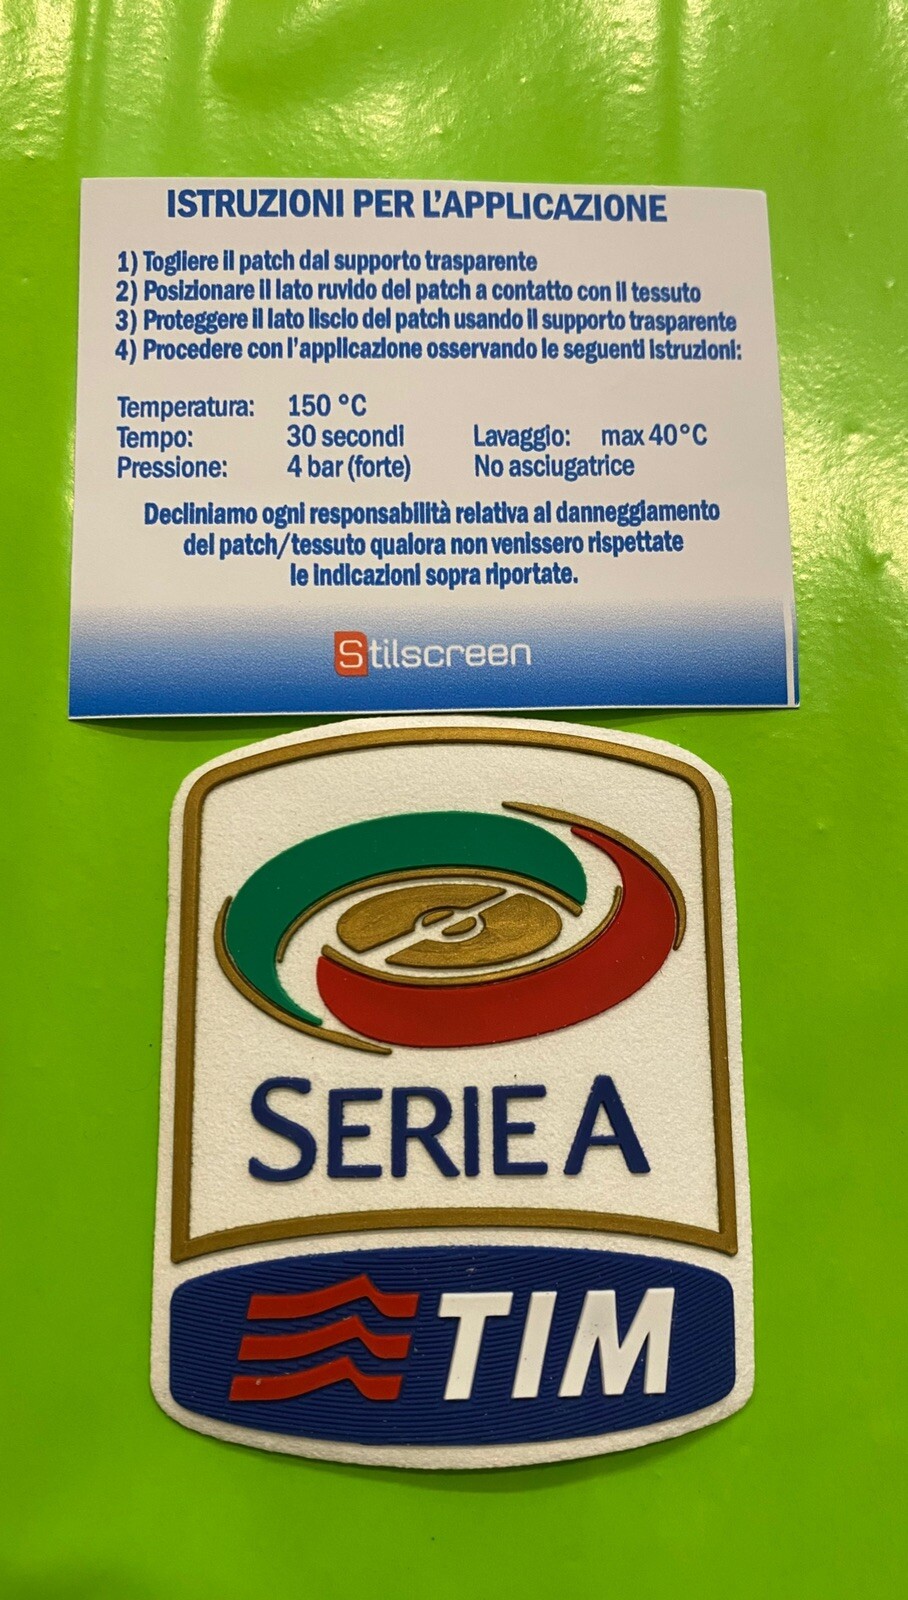 ISTRUZIONI PER L'APPLICAZIONE
1) Togliere il patch dal supporto trasparente
2) Posizionare il lato ruvido del patch a contatto con il tessuto
3) Proteggere il lato liscio del patch usando il supporto trasparente
4) Procedere con l'applicazione osservando le seguenti istruzioni:
Temperatura: 150 °C
Tempo: 30 secondi Lavaggio: max 40°C
Pressione: 4 bar (forte) No asciugatrice
Decliniamo ogni responsabilità relativa al danneggiamento
del patch/tessuto qualora non venissero rispettate
le indicazioni sopra riportate.
Stilscreen
SERIE A
TIM